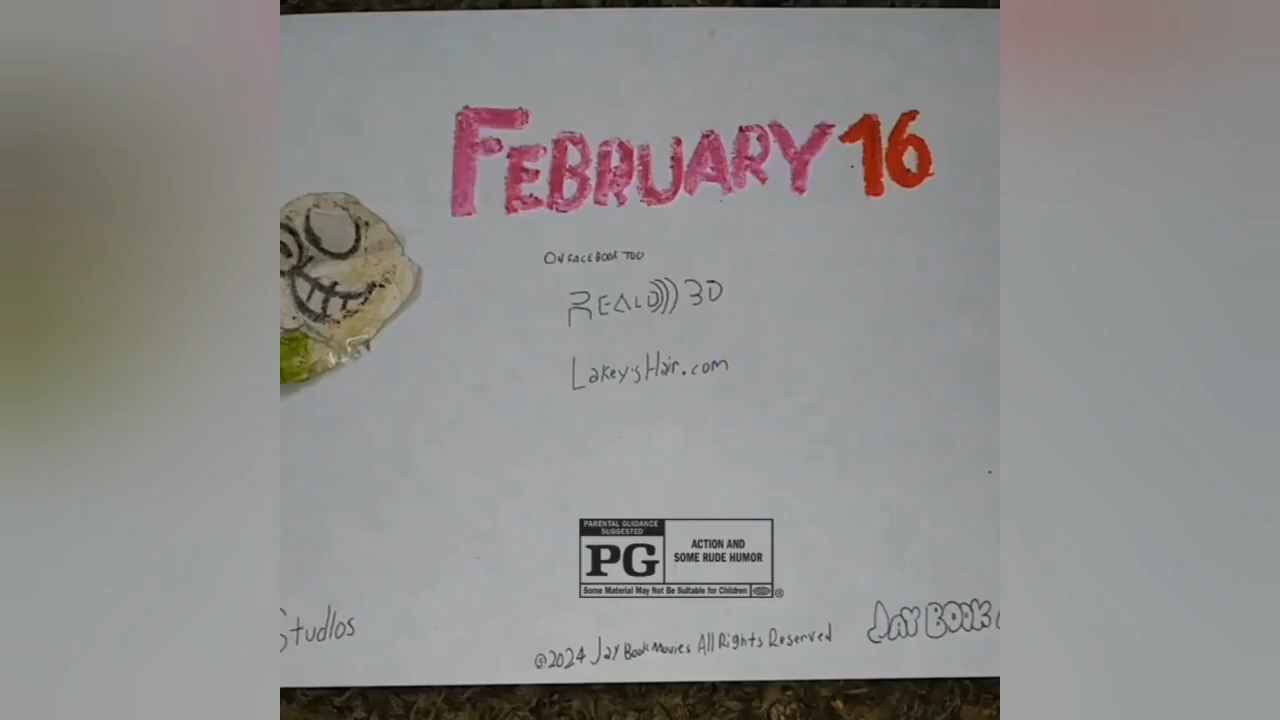 FEBRUARY 16
ON FACEBOOK TOO
REALD))) 3D
Lakey'sHair.com
PARENTAL GUIDANCE SUGGESTED
PG
ACTION AND
SOME RUDE HUMOR
Some Material May Not Be Suitable for Children
®
Studios
©2024 Jay Book Movies All Rights Reserved
JAY BOOK